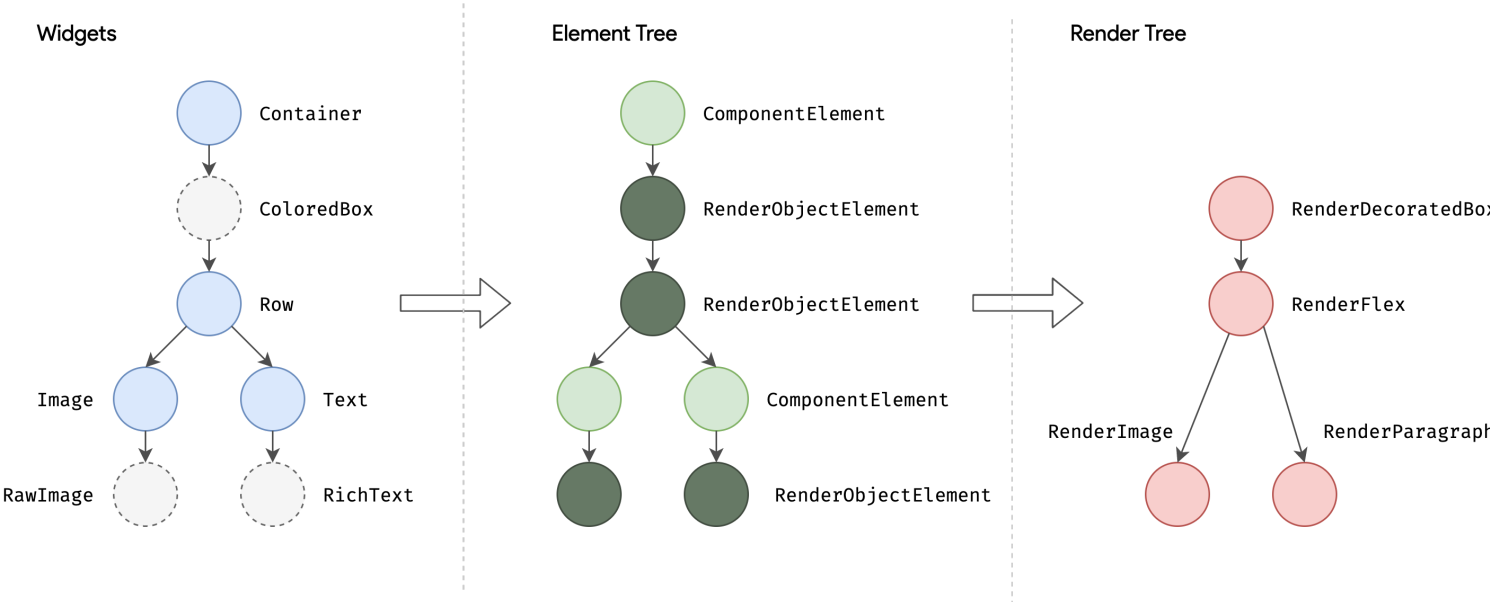 Widgets
Element Tree
Render Tree
Container
ComponentElement
ColoredBox
RenderObjectElement
RenderDecoratedBox
Row
RenderObjectElement
RenderFlex
Image
Text
ComponentElement
RenderImage
RenderParagraph
RawImage
RichText
RenderObjectElement